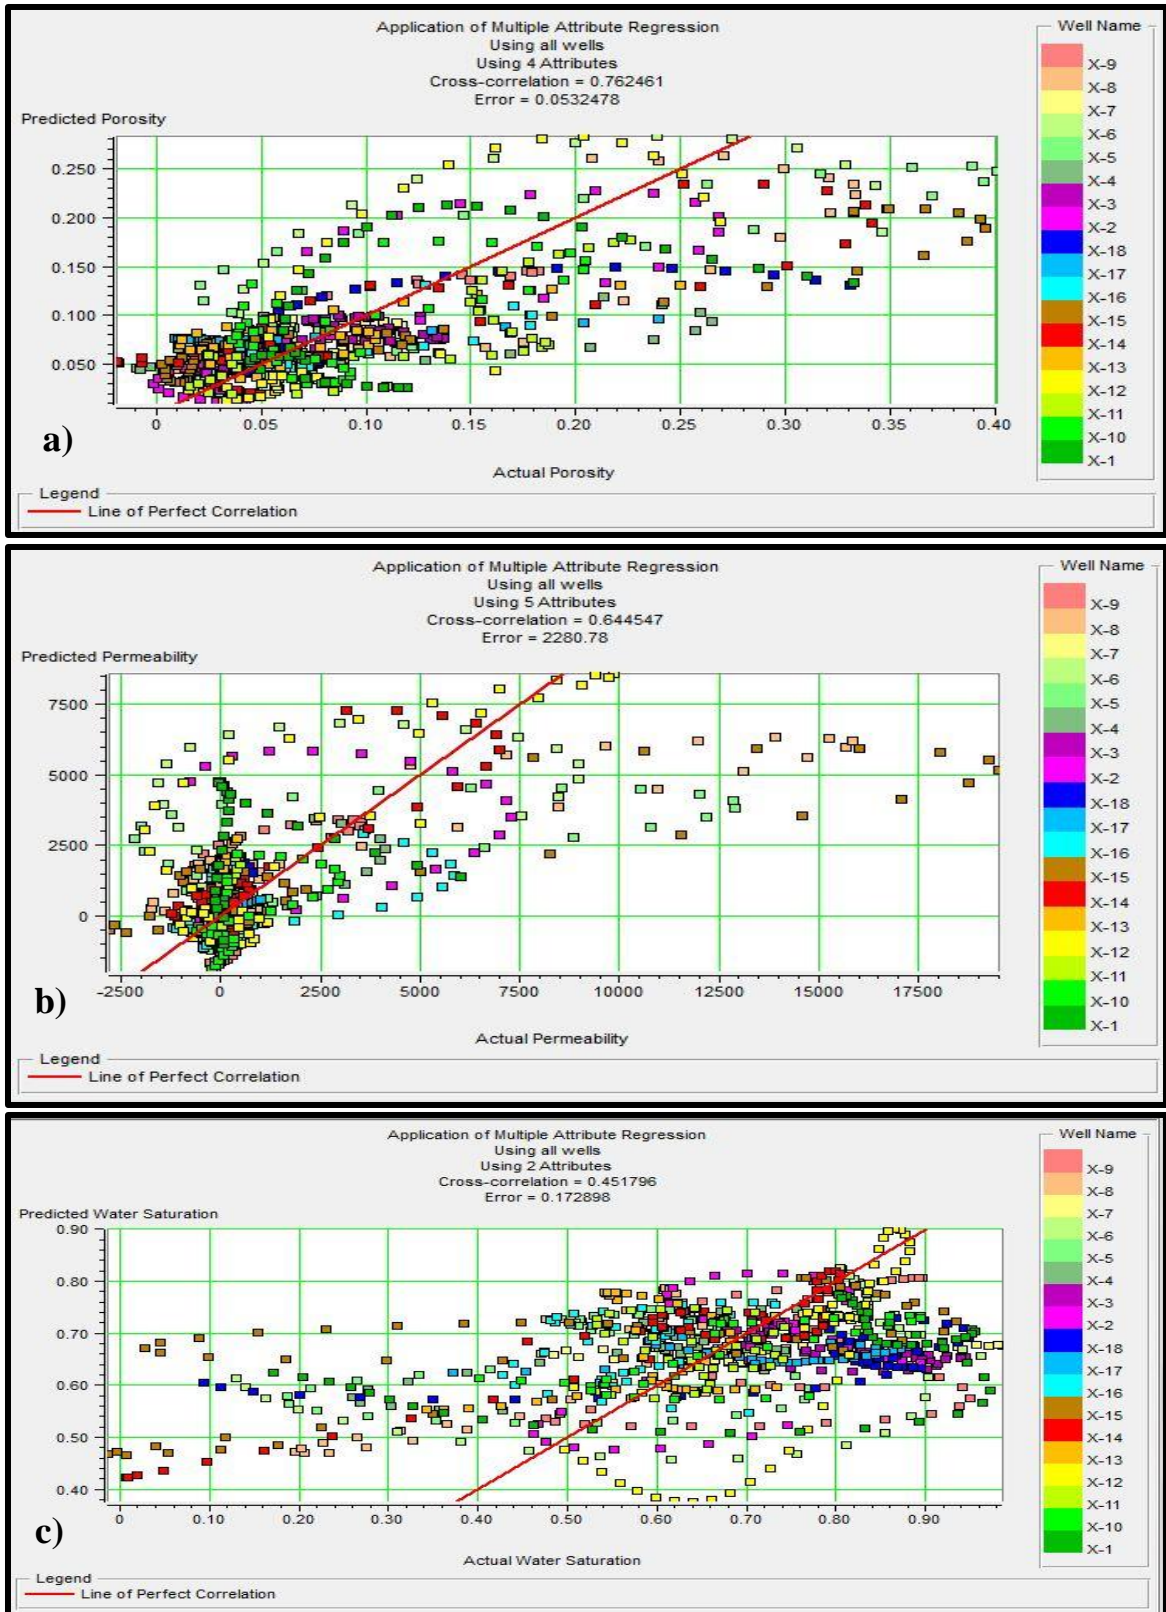 Application of Multiple Attribute Regression
Using all wells
Using 4 Attributes
Cross-correlation = 0.762461
Error = 0.0532478
Predicted Porosity
0.250
0.200
0.150
0.100
0.050
0 0.05 0.10 0.15 0.20 0.25 0.30 0.35 0.40
Actual Porosity
a)
Legend
Line of Perfect Correlation
Well Name
X-9
X-8
X-7
X-6
X-5
X-4
X-3
X-2
X-18
X-17
X-16
X-15
X-14
X-13
X-12
X-11
X-10
X-1
Application of Multiple Attribute Regression
Using all wells
Using 5 Attributes
Cross-correlation = 0.644547
Error = 2280.78
Predicted Permeability
7500
5000
2500
0
-2500 0 2500 5000 7500 10000 12500 15000 17500
Actual Permeability
b)
Legend
Line of Perfect Correlation
Well Name
X-9
X-8
X-7
X-6
X-5
X-4
X-3
X-2
X-18
X-17
X-16
X-15
X-14
X-13
X-12
X-11
X-10
X-1
Application of Multiple Attribute Regression
Using all wells
Using 2 Attributes
Cross-correlation = 0.451796
Error = 0.172898
Predicted Water Saturation
0.90
0.80
0.70
0.60
0.50
0.40
0 0.10 0.20 0.30 0.40 0.50 0.60 0.70 0.80 0.90
Actual Water Saturation
c)
Legend
Line of Perfect Correlation
Well Name
X-9
X-8
X-7
X-6
X-5
X-4
X-3
X-2
X-18
X-17
X-16
X-15
X-14
X-13
X-12
X-11
X-10
X-1